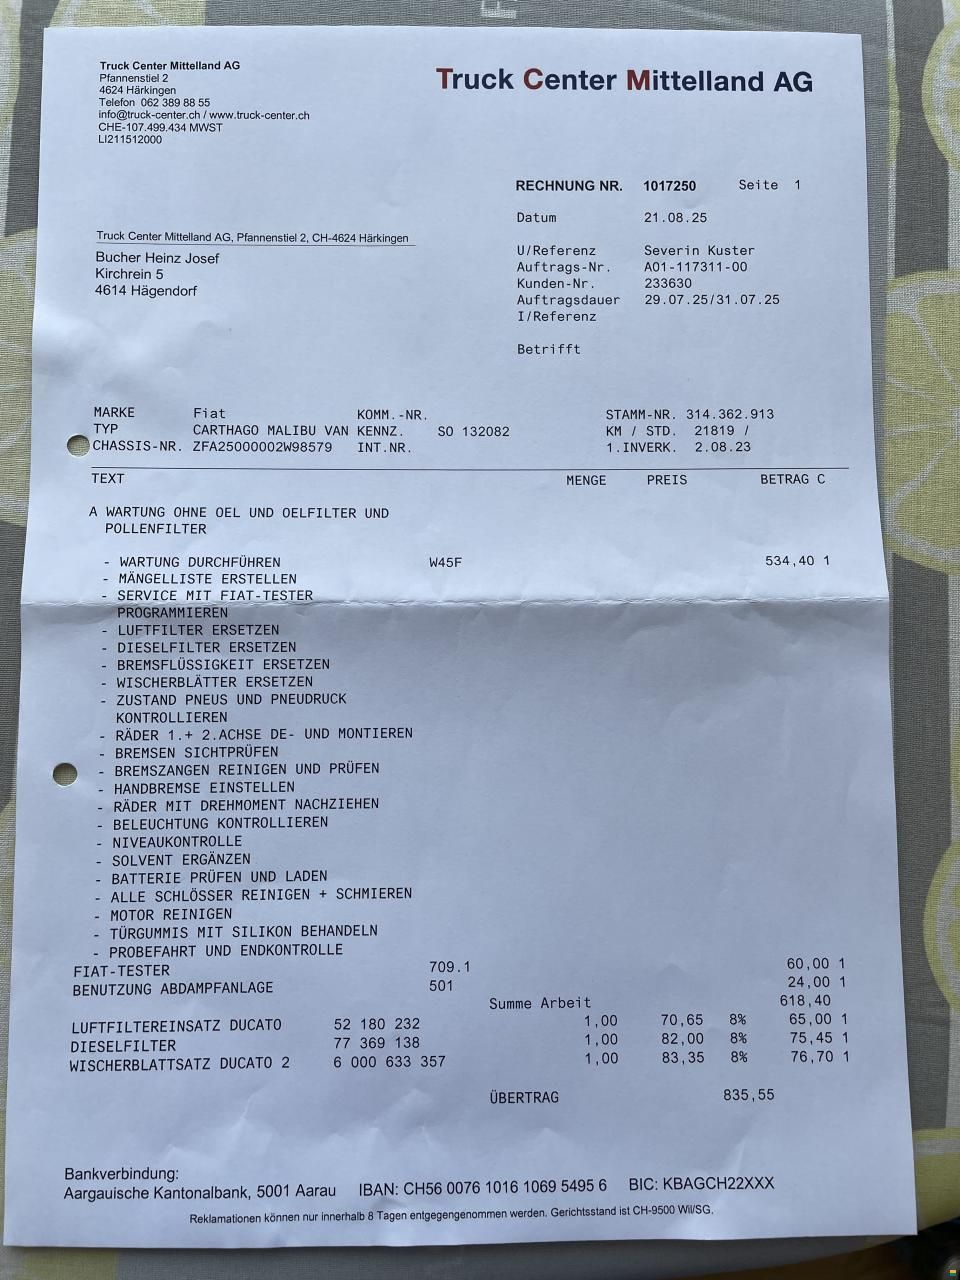 Truck Center Mittelland AG
Pfannenstiel 2
4624 Härkingen
Telefon 062 389 88 55
info@truck-center.ch / www.truck-center.ch
CHE-107.499.434 MWST
LI211512000
Truck Center Mittelland AG
RECHNUNG NR. 1017250 Seite 1
Datum 21.08.25
Truck Center Mittelland AG, Pfannenstiel 2, CH-4624 Härkingen
Bucher Heinz Josef
Kirchrein 5
4614 Hägendorf
U/Referenz Severin Kuster
Auftrags-Nr. A01-117311-00
Kunden-Nr. 233630
Auftragsdauer 29.07.25/31.07.25
I/Referenz
Betrifft
MARKE Fiat KOMM.-NR. STAMM-NR. 314.362.913
TYP CARTHAGO MALIBU VAN KENNZ. SO 132082 KM / STD. 21819 /
CHASSIS-NR. ZFA25000002W98579 INT.NR. 1.INVERK. 2.08.23
TEXT MENGE PREIS BETRAG C
A WARTUNG OHNE OEL UND OELFILTER UND
POLLENFILTER
- WARTUNG DURCHFÜHREN W45F 534,40 1
- MÄNGELLISTE ERSTELLEN
- SERVICE MIT FIAT-TESTER
PROGRAMMIEREN
- LUFTFILTER ERSETZEN
- DIESELFILTER ERSETZEN
- BREMSFLÜSSIGKEIT ERSETZEN
- WISCHERBLÄTTER ERSETZEN
- ZUSTAND PNEUS UND PNEUDRUCK
KONTROLLIEREN
- RÄDER 1.+ 2.ACHSE DE- UND MONTIEREN
- BREMSEN SICHTPRÜFEN
- BREMSZANGEN REINIGEN UND PRÜFEN
- HANDBREMSE EINSTELLEN
- RÄDER MIT DREHMOMENT NACHZIEHEN
- BELEUCHTUNG KONTROLLIEREN
- NIVEAUKONTROLLE
- SOLVENT ERGÄNZEN
- BATTERIE PRÜFEN UND LADEN
- ALLE SCHLÖSSER REINIGEN + SCHMIEREN
- MOTOR REINIGEN
- TÜRGUMMIS MIT SILIKON BEHANDELN
- PROBEFAHRT UND ENDKONTROLLE
FIAT-TESTER 709.1 60,00 1
BENUTZUNG ABDAMPFANLAGE 501 24,00 1
Summe Arbeit 618,40
LUFTFILTEREINSATZ DUCATO 52 180 232 1,00 70,65 8% 65,00 1
DIESELFILTER 77 369 138 1,00 82,00 8% 75,45 1
WISCHERBLATTSATZ DUCATO 2 6 000 633 357 1,00 83,35 8% 76,70 1
ÜBERTRAG 835,55
Bankverbindung:
Aargauische Kantonalbank, 5001 Aarau IBAN: CH56 0076 1016 1069 5495 6 BIC: KBAGCH22XXX
Reklamationen können nur innerhalb 8 Tagen entgegengenommen werden. Gerichtsstand ist CH-9500 Wil/SG.